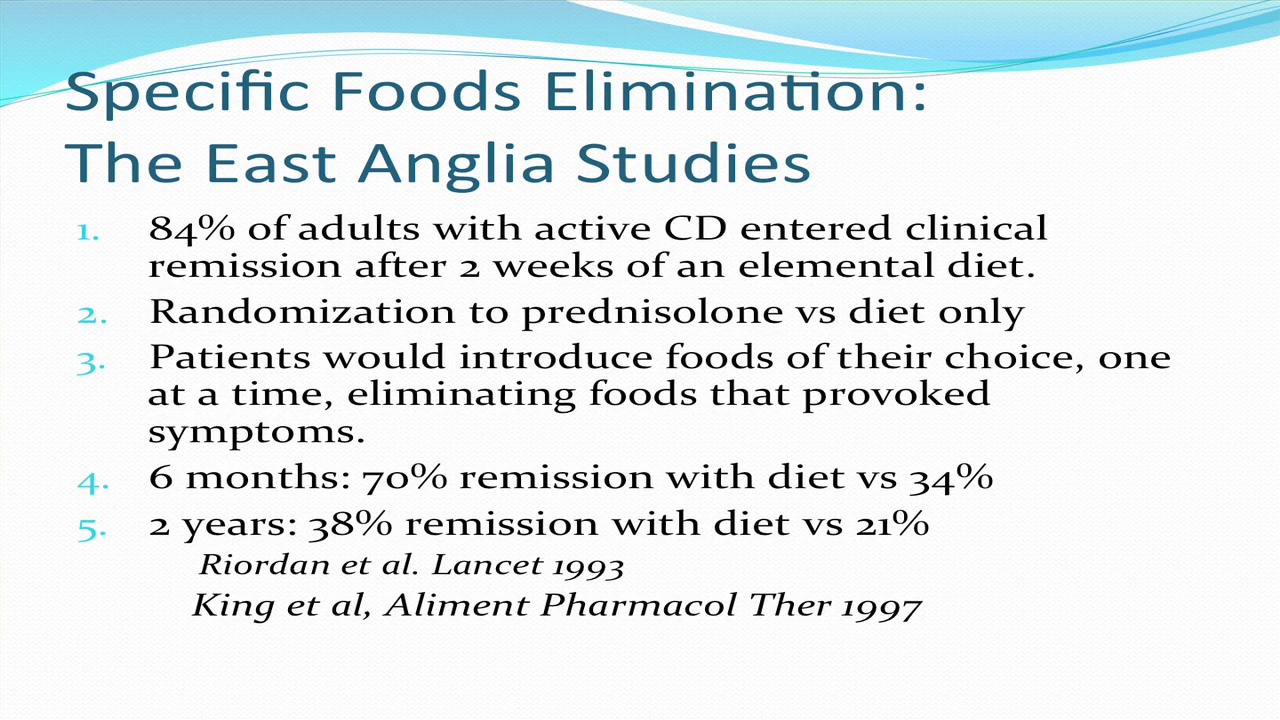 Specific Foods Elimination:
The East Anglia Studies
1. 84% of adults with active CD entered clinical
remission after 2 weeks of an elemental diet.
2. Randomization to prednisolone vs diet only
3. Patients would introduce foods of their choice, one
at a time, eliminating foods that provoked
symptoms.
4. 6 months: 70% remission with diet vs 34%
5. 2 years: 38% remission with diet vs 21%
Riordan et al. Lancet 1993
King et al, Aliment Pharmacol Ther 1997